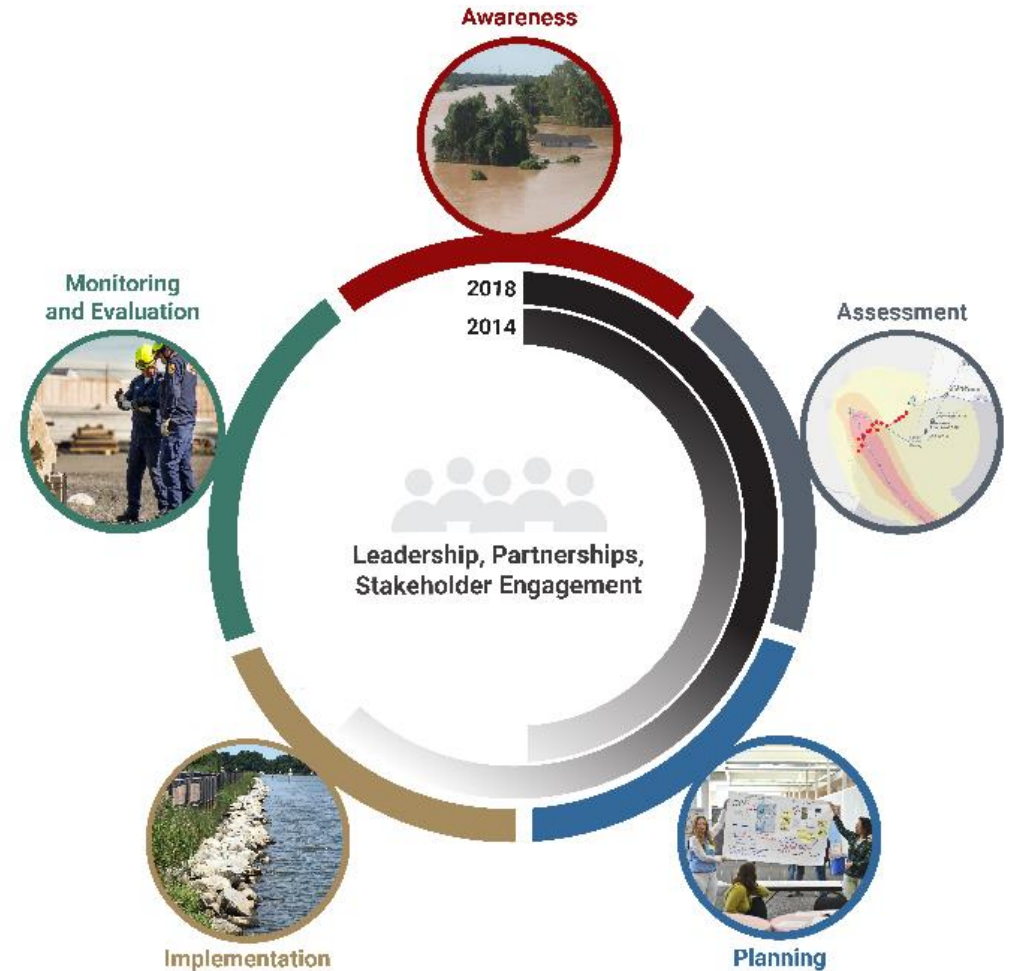 Awareness
2018
2014
Monitoring
and Evaluation
Assessment
Leadership, Partnerships,
Stakeholder Engagement
Implementation
Planning